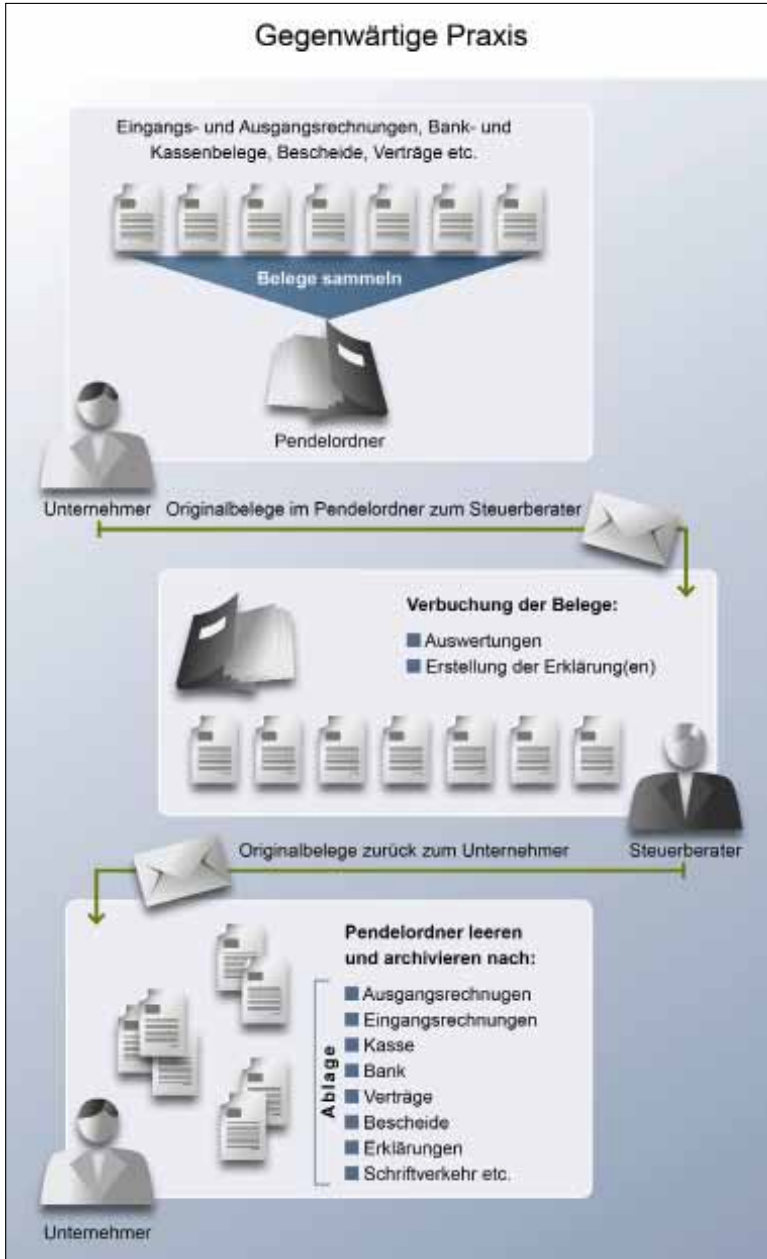 Gegenwärtige Praxis
Eingangs- und Ausgangsrechnungen, Bank- und
Kassenbelege, Bescheide, Verträge etc.
Belege sammeln
Pendelordner
Unternehmer
Originalbelege im Pendelordner zum Steuerberater
Verbuchung der Belege:
Auswertungen
Erstellung der Erklärung(en)
Originalbelege zurück zum Unternehmer
Steuerberater
Pendelordner leeren
und archivieren nach:
Ablage
Ausgangsrechnugen
Eingangsrechnungen
Kasse
Bank
Verträge
Bescheide
Erklärungen
Schriftverkehr etc.
Unternehmer